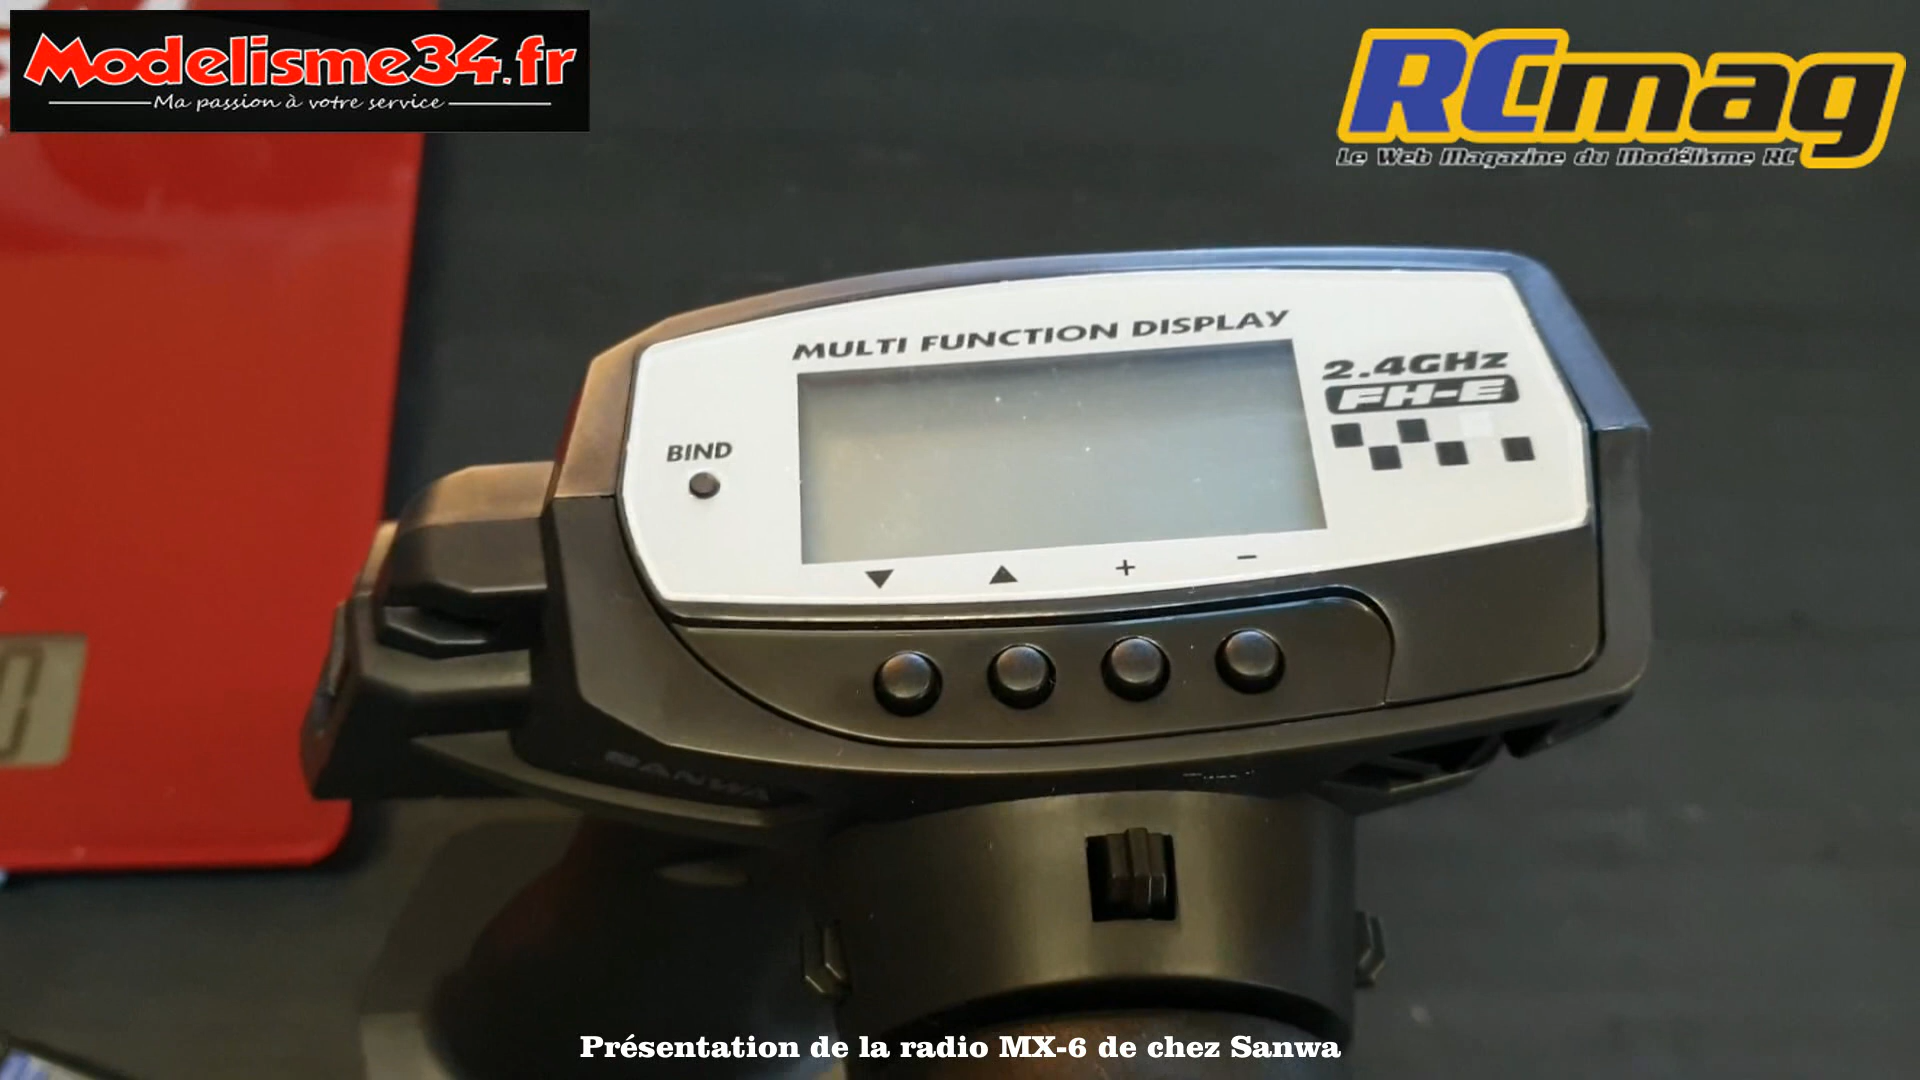 Modelisme34.fr
Ma passion à votre service
RCmag
Le Web Magazine du Modélisme RC
MULTI FUNCTION DISPLAY
2.4GHz
FH-E
BIND
▼ ▲ + −
SANWA
Présentation de la radio MX-6 de chez Sanwa